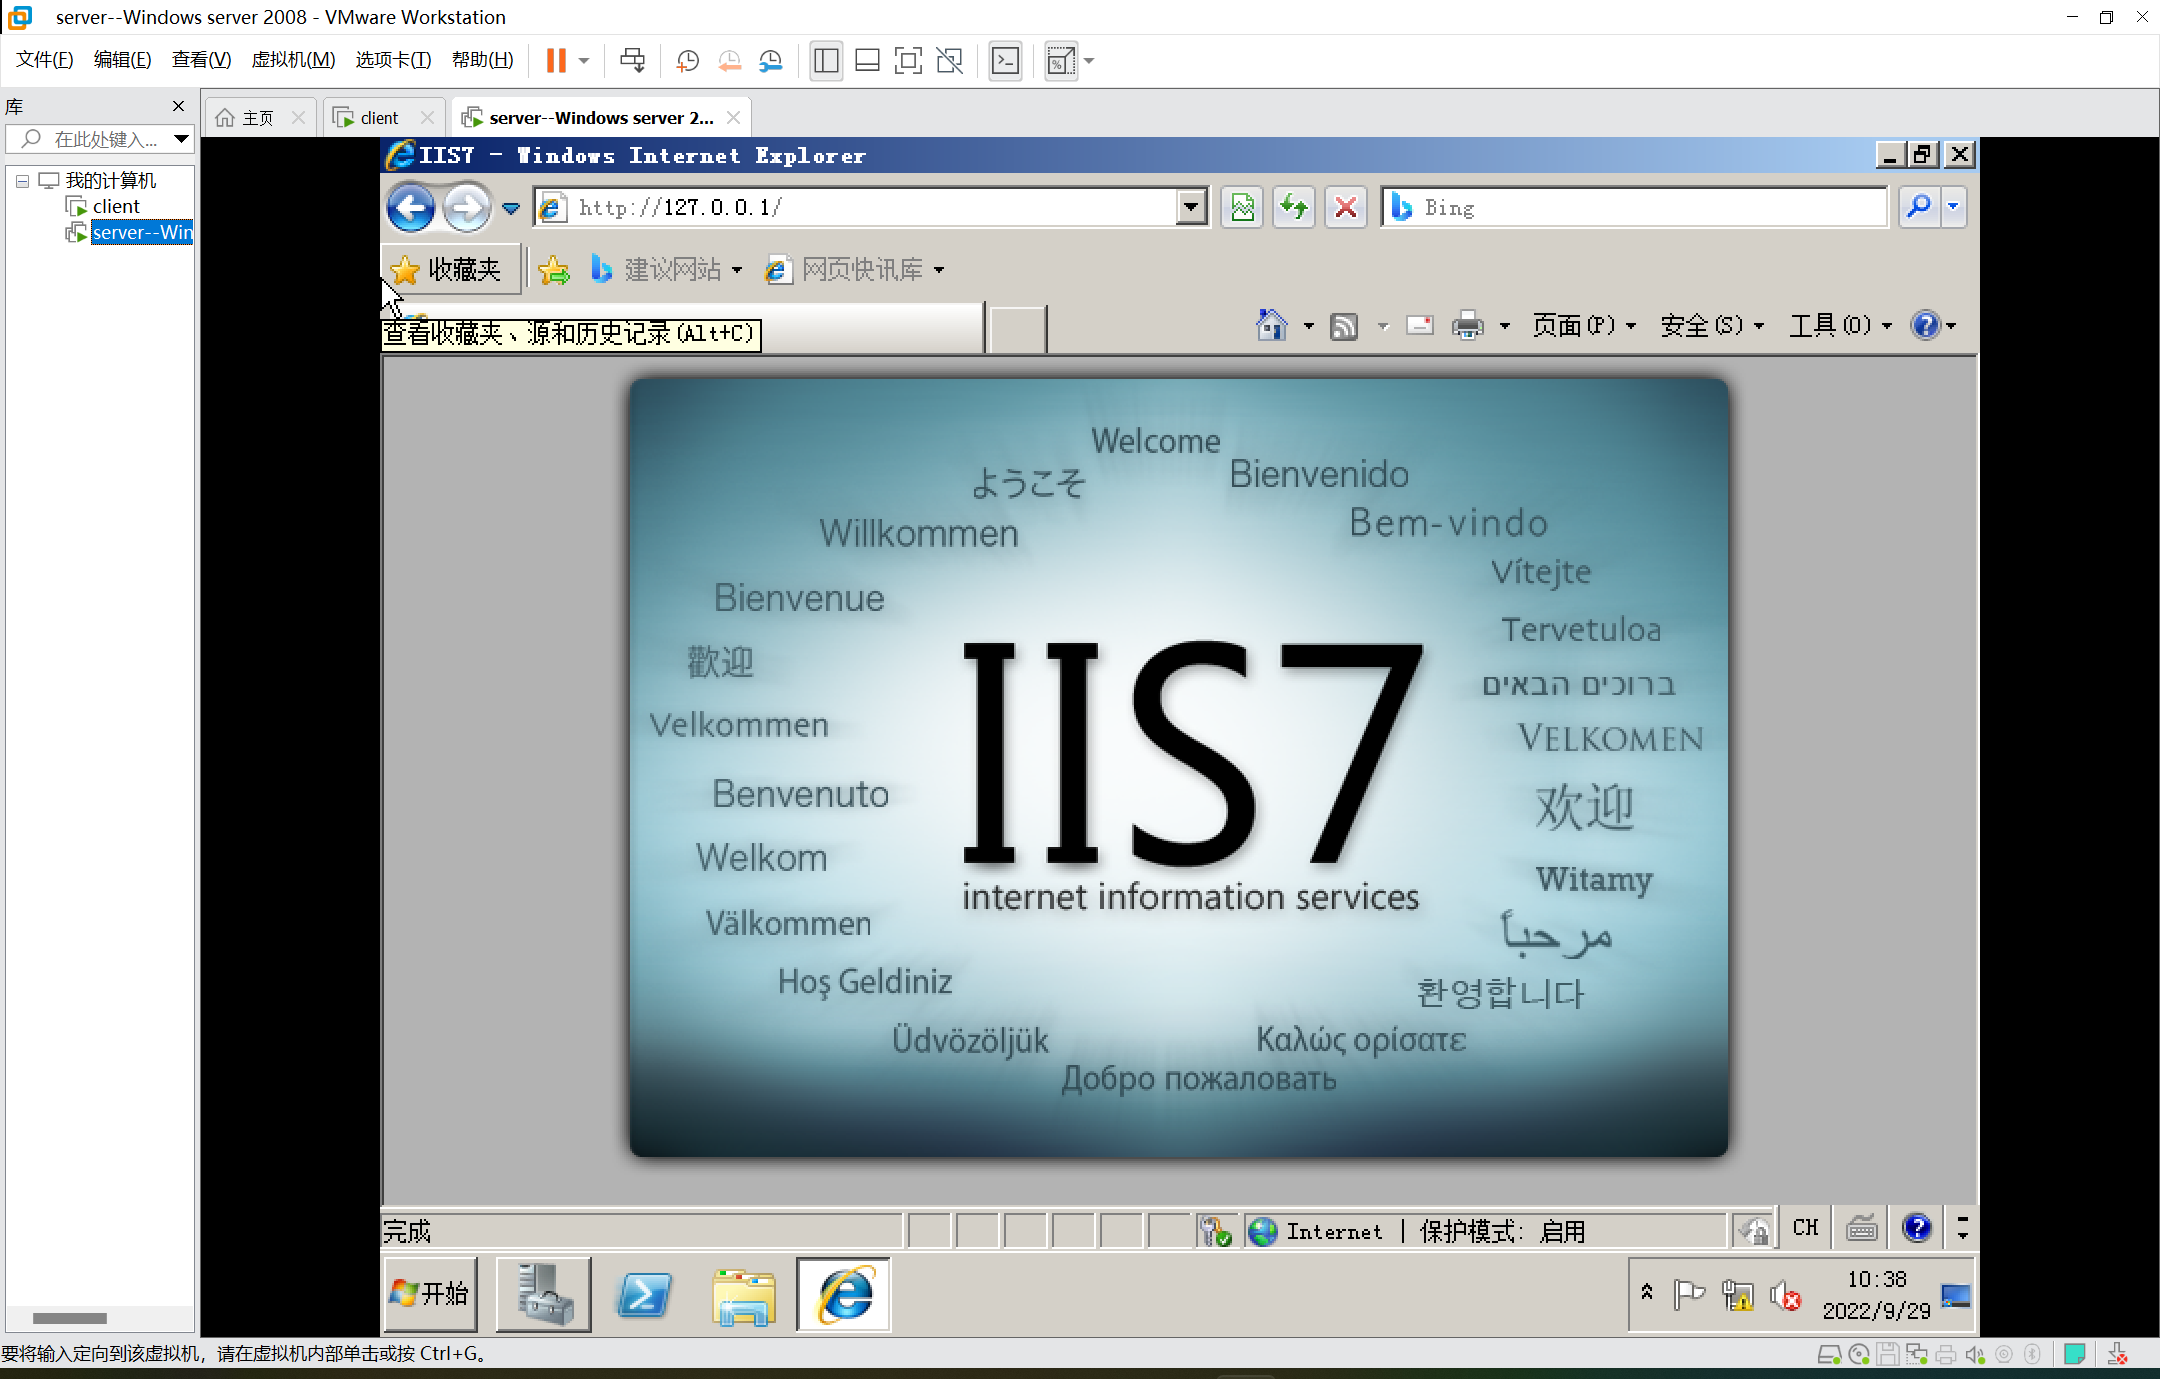 server--Windows server 2008 - VMware Workstation
文件(F) 编辑(E) 查看(V) 虚拟机(M) 选项卡(T) 帮助(H)
库
主页 client server--Windows server 2...
在此处键入...
我的计算机
client
server--Win
IIS7 - Windows Internet Explorer
http://127.0.0.1/ Bing
收藏夹 建议网站 网页快讯库
查看收藏夹、源和历史记录(Alt+C)
页面(P) 安全(S) 工具(O)
Welcome
ようこそ Bienvenido
Willkommen Bem-vindo
Vítejte
Bienvenue
Tervetuloa
歡迎 ברוכים הבאים
Velkommen VELKOMEN
IIS7
Benvenuto 欢迎
Welkom Witamy
internet information services
Välkommen مرحباً
Hoş Geldiniz 환영합니다
Üdvözöljük Καλώς ορίσατε
Добро пожаловать
完成 Internet | 保护模式: 启用 CH
开始 10:38
2022/9/29
要将输入定向到该虚拟机，请在虚拟机内部单击或按 Ctrl+G。